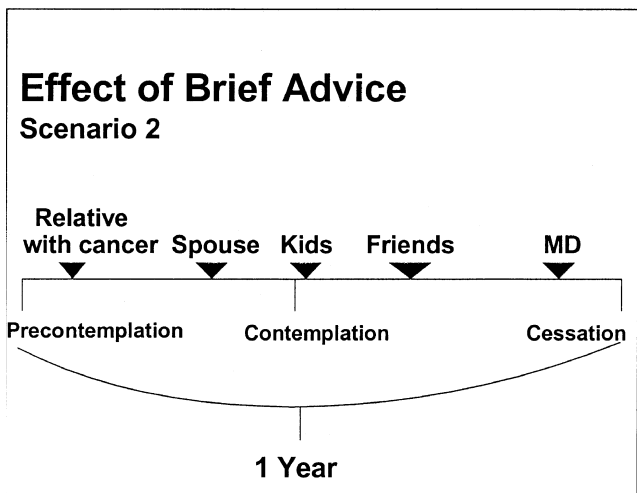 Effect of Brief Advice
Scenario 2
Relative
with cancer Spouse Kids Friends MD
Precontemplation Contemplation Cessation
1 Year